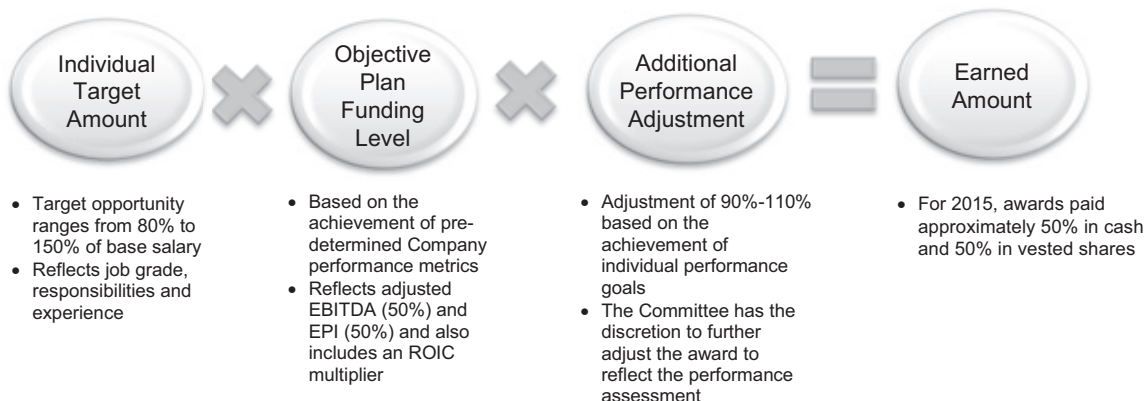 Individual
Target
Amount
Objective
Plan
Funding
Level
Additional
Performance
Adjustment
Earned
Amount
• Target opportunity
ranges from 80% to
150% of base salary
• Reflects job grade,
responsibilities and
experience
• Based on the
achievement of pre-
determined Company
performance metrics
• Reflects adjusted
EBITDA (50%) and
EPI (50%) and also
includes an ROIC
multiplier
• Adjustment of 90%-110%
based on the
achievement of
individual performance
goals
• The Committee has the
discretion to further
adjust the award to
reflect the performance
assessment
• For 2015, awards paid
approximately 50% in cash
and 50% in vested shares